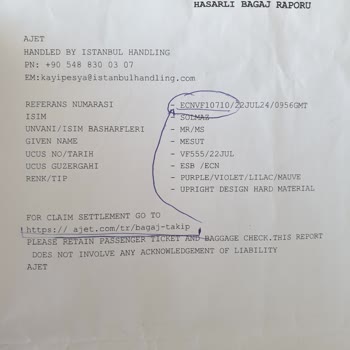 HASARLI BAGAJ RAPORU
AJET
HANDLED BY ISTANBUL HANDLING
PN: +90 548 830 03 07
EM:kayipesya@istanbulhandling.com
REFERANS NUMARASI - ECNVF10710/22JUL24/0956GMT
ISIM - SOLMAZ
UNVANI/ISIM BASHARFLERI - MR/MS
GIVEN NAME - MESUT
UCUS NO/TARIH - VF555/22JUL
UCUS GUZERGAHI - ESB /ECN
RENK/TIP - PURPLE/VIOLET/LILAC/MAUVE
- UPRIGHT DESIGN HARD MATERIAL
FOR CLAIM SETTLEMENT GO TO
https:// ajet.com/tr/bagaj-takip
PLEASE RETAIN PASSENGER TICKET AND BAGGAGE CHECK.THIS REPORT
DOES NOT INVOLVE ANY ACKNOWLEDGEMENT OF LIABILITY
AJET